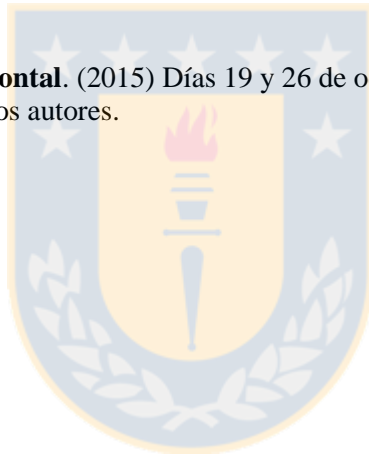 ontal. (2015) Días 19 y 26 de o
os autores.